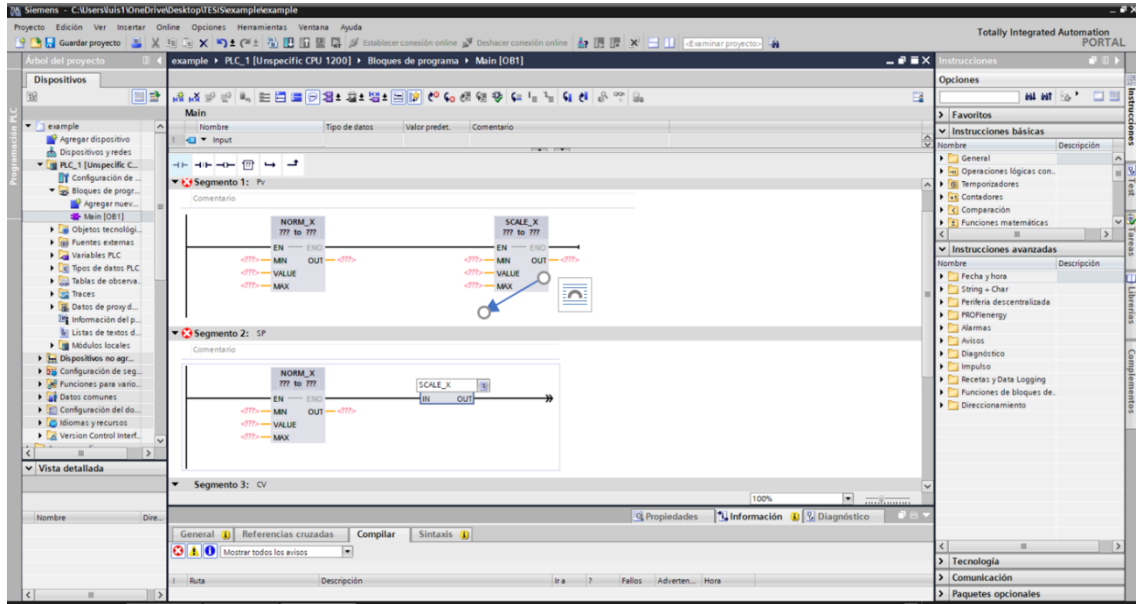 Siemens - C:\Users\luis1\OneDrive\Desktop\TESIS\example\example
Proyecto Edición Ver Insertar Online Opciones Herramientas Ventana Ayuda
Guardar proyecto Establecer conexión online Deshacer conexión online <Examinar proyecto>
Totally Integrated Automation
PORTAL
Árbol del proyecto
example ▸ PLC_1 [Unspecific CPU 1200] ▸ Bloques de programa ▸ Main [OB1]
Instrucciones
Dispositivos
Opciones
Programación PLC
example
Agregar dispositivo
Dispositivos y redes
PLC_1 [Unspecific C...
Configuración de ...
Bloques de progr...
Agregar nuev...
Main [OB1]
Objetos tecnológi...
Fuentes externas
Variables PLC
Tipos de datos PLC
Tablas de observa...
Traces
Datos de proxy d...
Información del p...
Listas de textos d...
Módulos locales
Dispositivos no agr...
Configuración de seg...
Funciones para vario...
Datos comunes
Configuración del do...
Idiomas y recursos
Version Control Interf...
Vista detallada
Nombre Dire...
Main
Nombre Tipo de datos Valor predet. Comentario
1 Input
Segmento 1: PV
Comentario
NORM_X SCALE_X
??? to ??? ??? to ???
EN ENO EN ENO
<???> MIN OUT <???> <???> MIN OUT <???>
<???> VALUE <???> VALUE
<???> MAX <???> MAX
Segmento 2: SP
Comentario
NORM_X
??? to ???
SCALE_X
EN ENO IN OUT
<???> MIN OUT <???>
<???> VALUE
<???> MAX
Segmento 3: CV
100%
Propiedades Información Diagnóstico
General Referencias cruzadas Compilar Sintaxis
Mostrar todos los avisos
! Ruta Descripción Ir a ? Fallos Adverten... Hora
Favoritos
Instrucciones básicas
Nombre Descripción
General
Operaciones lógicas con..
Temporizadores
Contadores
Comparación
Funciones matemáticas
Instrucciones avanzadas
Nombre Descripción
Fecha y hora
String + Char
Periferia descentralizada
PROFIenergy
Alarmas
Avisos
Diagnóstico
Impulso
Recetas y Data Logging
Funciones de bloques de..
Direccionamiento
Tecnología
Comunicación
Paquetes opcionales
Instrucciones
Test
Tareas
Librerías
Complementos